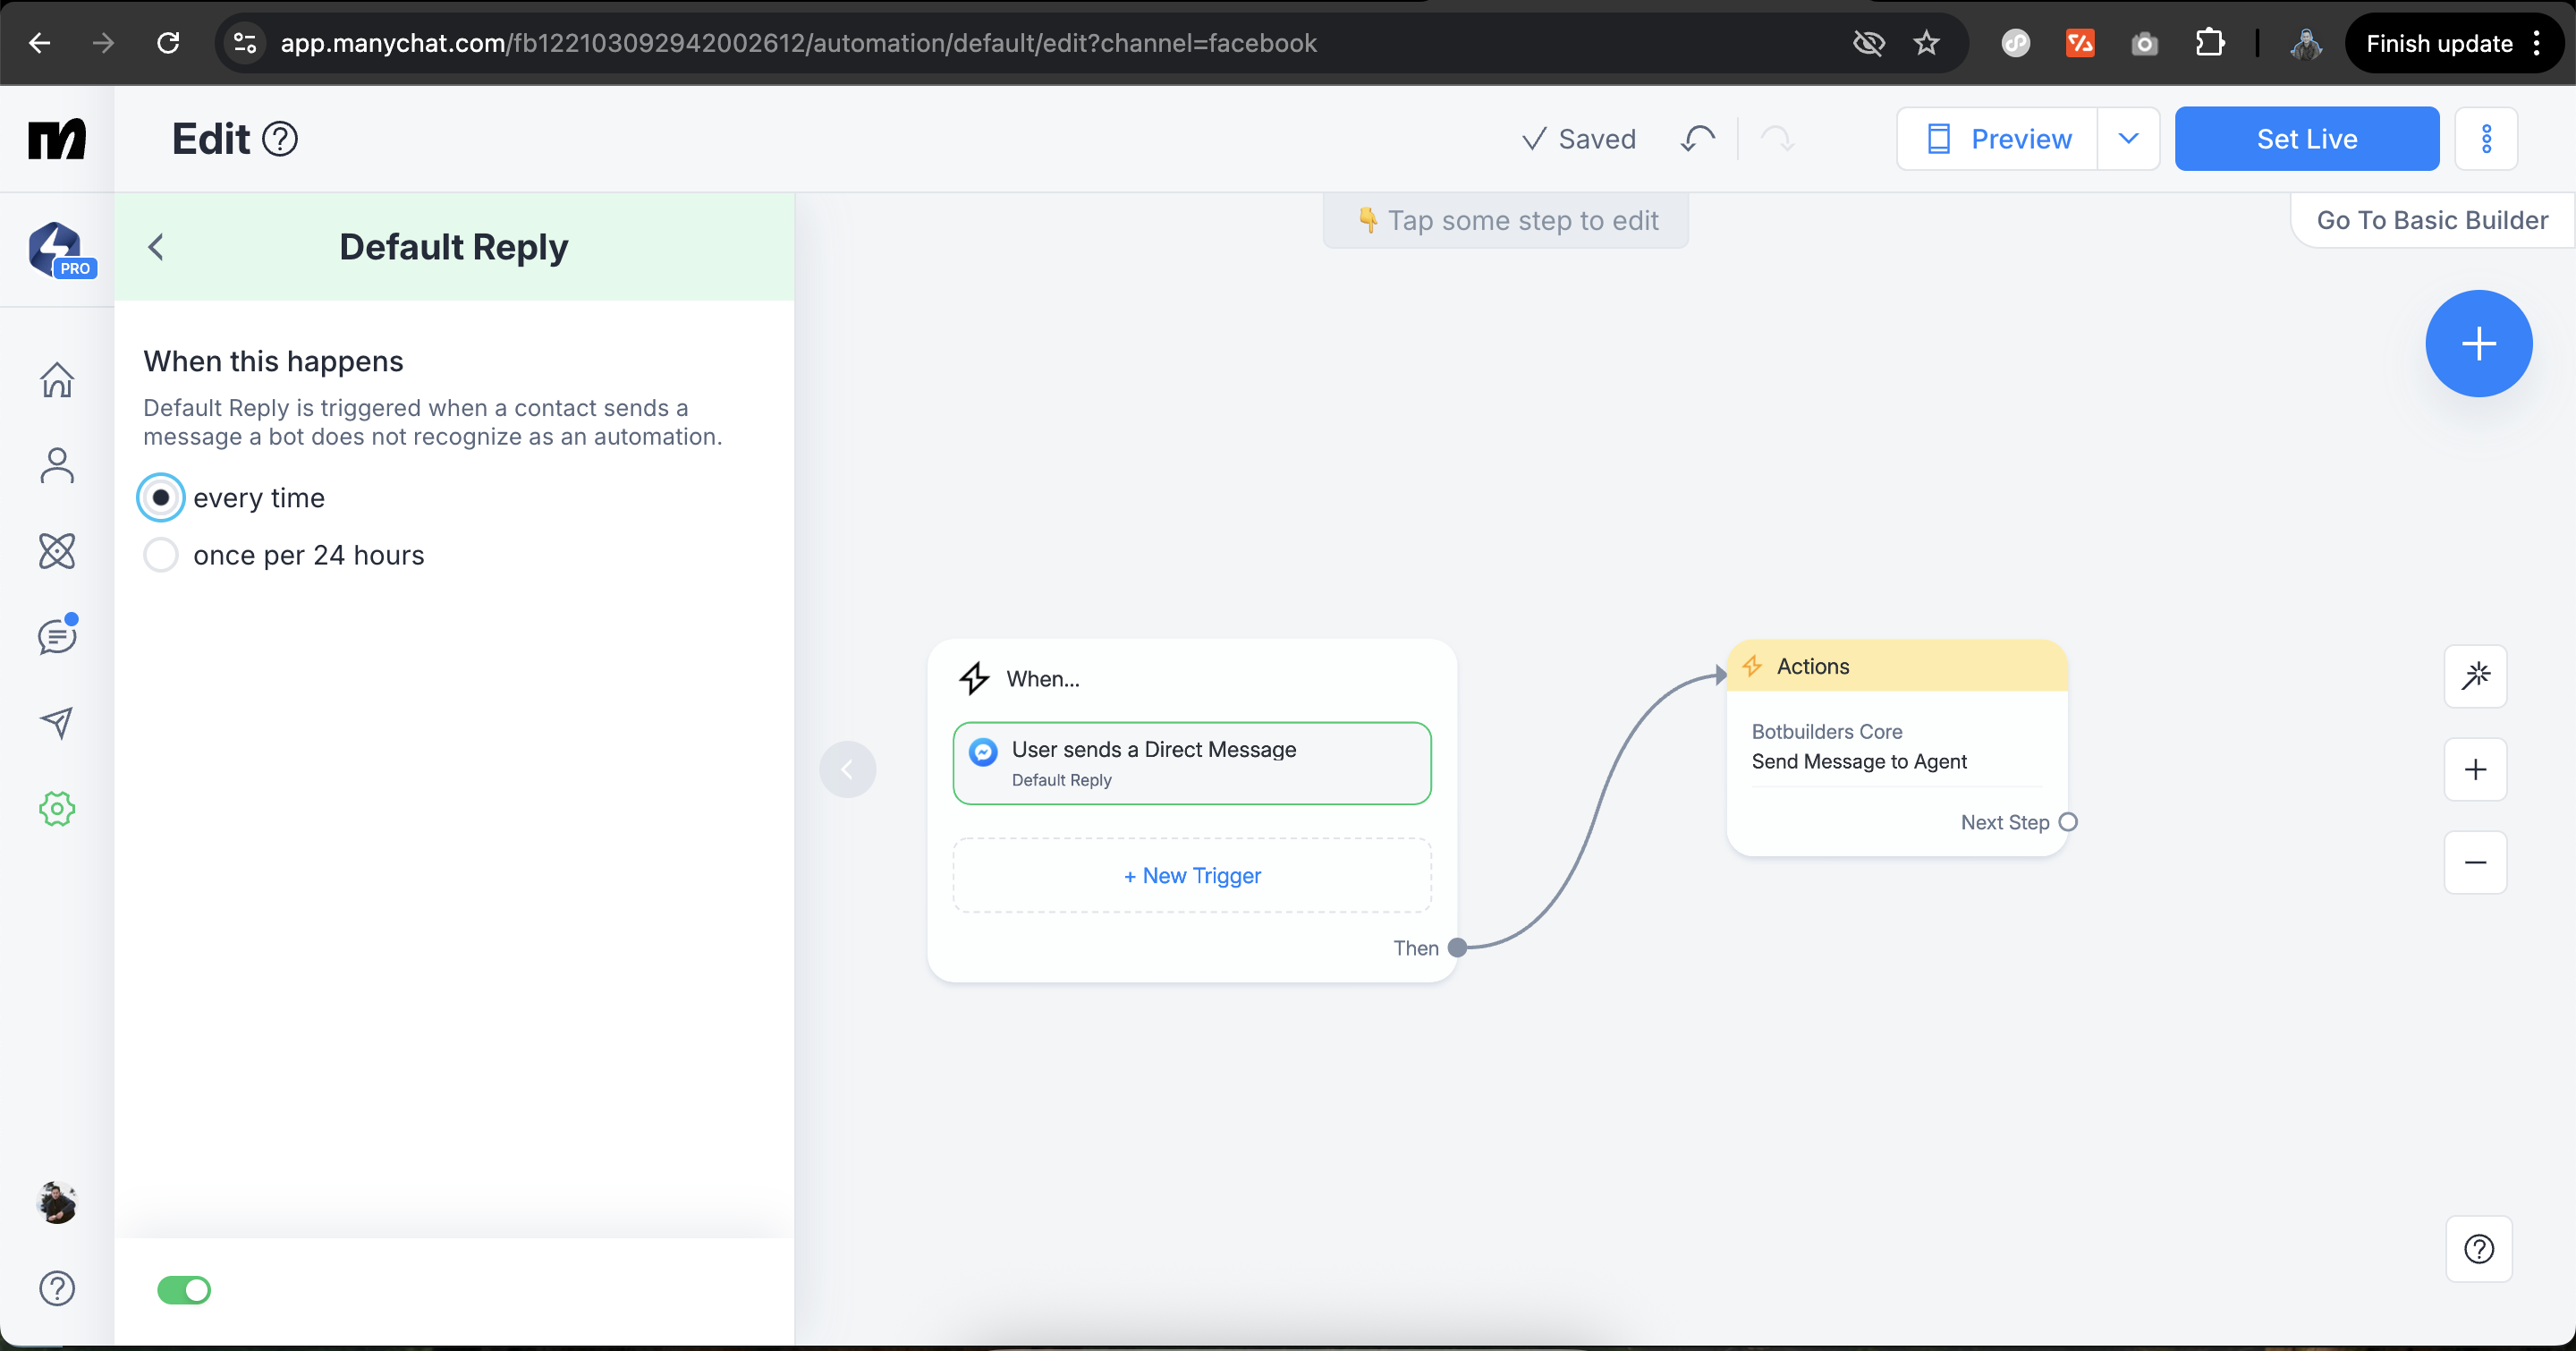 app.manychat.com/fb122103092942002612/automation/default/edit?channel=facebook
Finish update
Edit
Saved
Preview
Set Live
PRO
Default Reply
👇 Tap some step to edit
Go To Basic Builder
When this happens
Default Reply is triggered when a contact sends a
message a bot does not recognize as an automation.
every time
once per 24 hours
When...
User sends a Direct Message
Default Reply
+ New Trigger
Then
Actions
Botbuilders Core
Send Message to Agent
Next Step